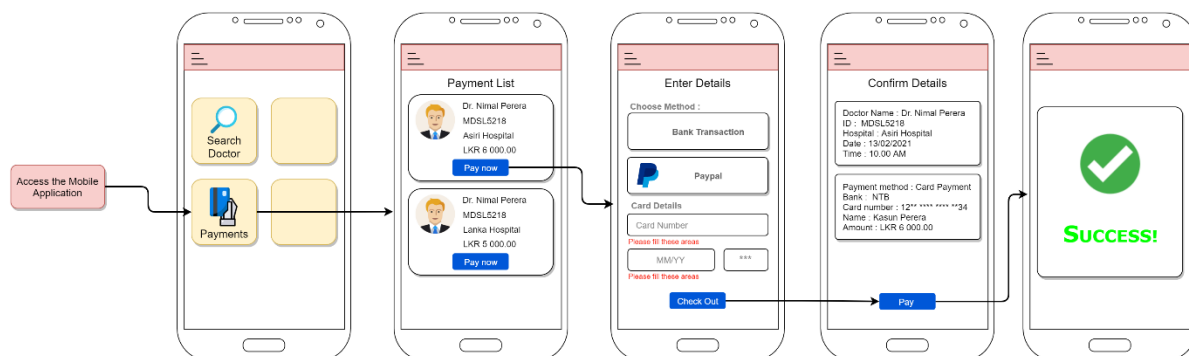 Access the Mobile
Application
Search
Doctor
Payments
Payment List
Dr. Nimal Perera
MDSL5218
Asiri Hospital
LKR 6 000.00
Pay now
Dr. Nimal Perera
MDSL5218
Lanka Hospital
LKR 5 000.00
Pay now
Enter Details
Choose Method :
Bank Transaction
Paypal
Card Details
Card Number
Please fill these areas
MM/YY
***
Please fill these areas
Check Out
Confirm Details
Doctor Name : Dr. Nimal Perera
ID : MDSL5218
Hospital : Asiri Hospital
Date : 13/02/2021
Time : 10.00 AM
Payment method : Card Payment
Bank : NTB
Card number : 12** **** **** **34
Name : Kasun Perera
Amount : LKR 6 000.00
Pay
SUCCESS!